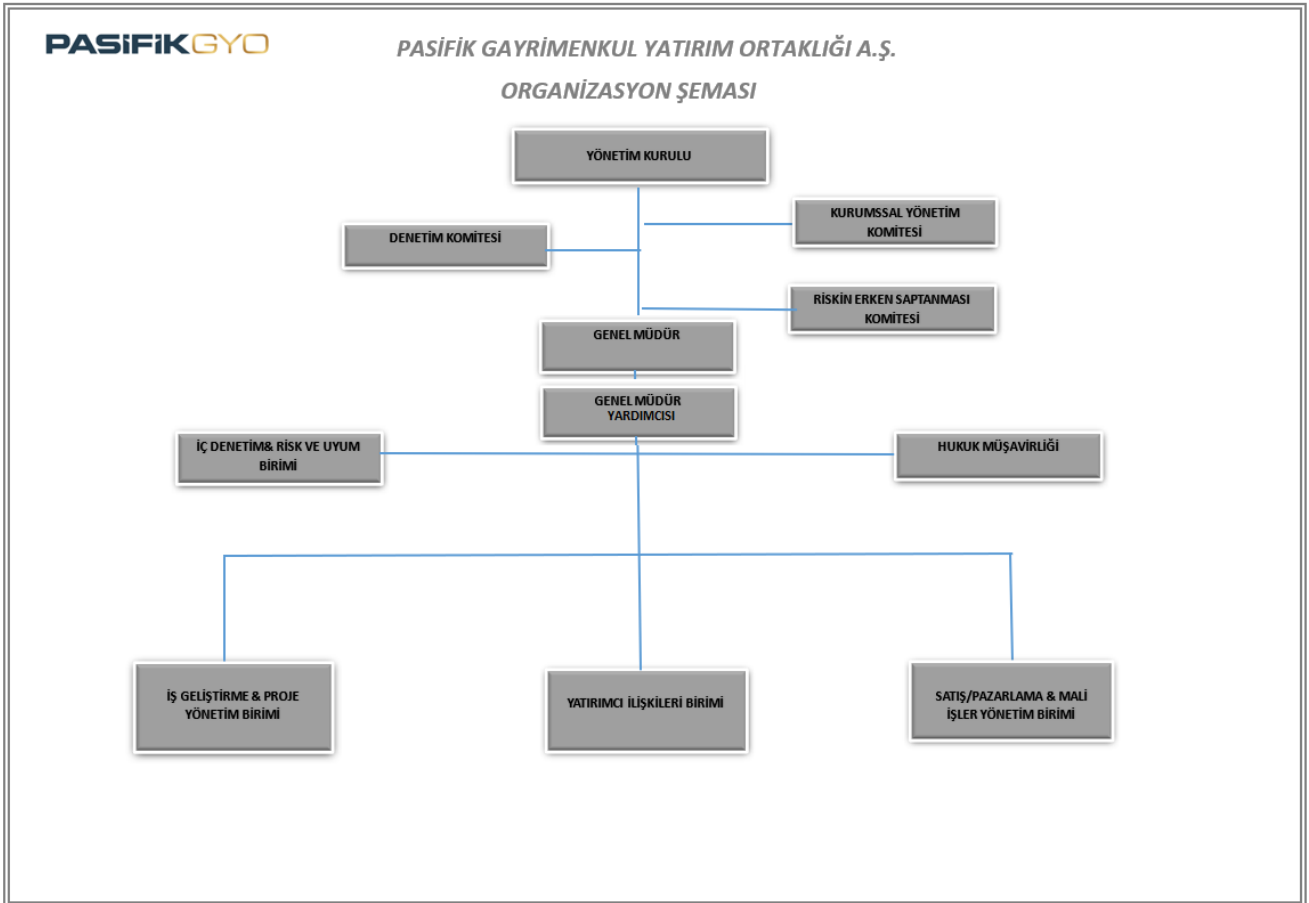 PASİFİKGYO
PASİFİK GAYRİMENKUL YATIRIM ORTAKLIĞI A.Ş.
ORGANİZASYON ŞEMASI
YÖNETİM KURULU
KURUMSSAL YÖNETİM
KOMİTESİ
DENETİM KOMİTESİ
RİSKİN ERKEN SAPTANMASI
KOMİTESİ
GENEL MÜDÜR
GENEL MÜDÜR
YARDIMCISI
İÇ DENETİM& RİSK VE UYUM
BİRİMİ
HUKUK MÜŞAVİRLİĞİ
İŞ GELİŞTİRME & PROJE
YÖNETİM BİRİMİ
YATIRIMCI İLİŞKİLERİ BİRİMİ
SATIŞ/PAZARLAMA & MALİ
İŞLER YÖNETİM BİRİMİ